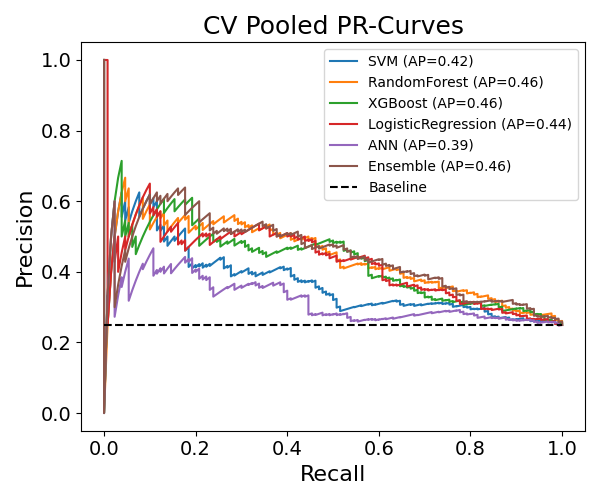 CV Pooled PR-Curves
SVM (AP=0.42)
RandomForest (AP=0.46)
XGBoost (AP=0.46)
LogisticRegression (AP=0.44)
ANN (AP=0.39)
Ensemble (AP=0.46)
Baseline
Precision
1.0
0.8
0.6
0.4
0.2
0.0
0.0 0.2 0.4 0.6 0.8 1.0
Recall